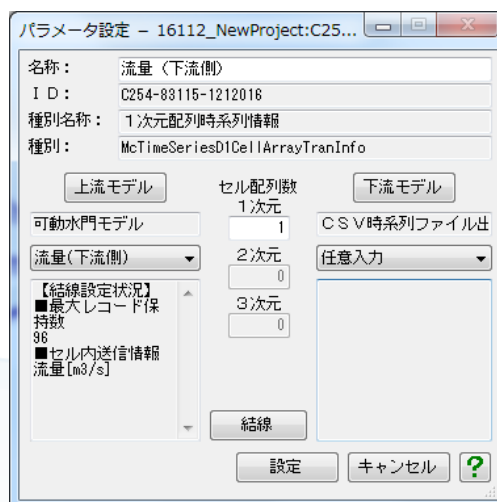 パラメータ設定 － 16112_NewProject:C25...
名称： 流量（下流側）
ＩＤ： C254-83115-1212016
種別名称： １次元配列時系列情報
種別： McTimeSeriesD1CellArrayTranInfo
上流モデル セル配列数 下流モデル
１次元
可動水門モデル 1 ＣＳＶ時系列ファイル出
流量(下流側) ２次元 任意入力
0
【結線設定状況】
■最大レコード保 ３次元
持数 0
96
■セル内送信情報
流量[m3/s]
結線
設定 キャンセル ?